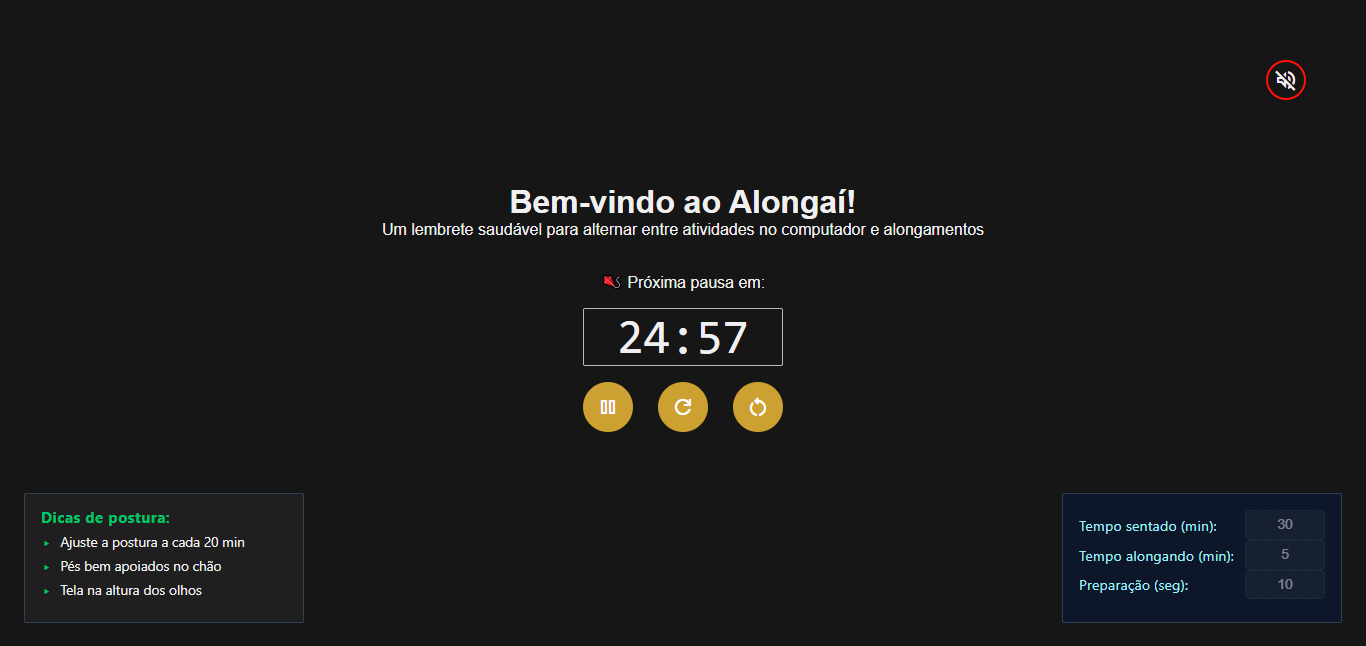 Bem-vindo ao Alongaí!
Um lembrete saudável para alternar entre atividades no computador e alongamentos
Próxima pausa em:
24:57
Dicas de postura:
Ajuste a postura a cada 20 min
Pés bem apoiados no chão
Tela na altura dos olhos
Tempo sentado (min): 30
Tempo alongando (min): 5
Preparação (seg): 10